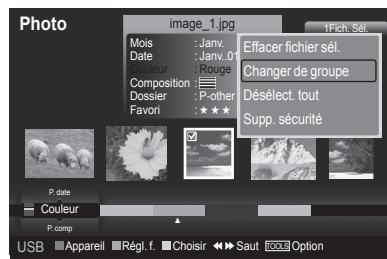 Photo
image_1.jpg
1Fich. Sél.
Mois : Janv.
Date : Janv..01
Couleur : Rouge
Composition :
Dossier : P-other
Favori : ★★★
Effacer fichier sél.
Changer de groupe
Désélect. tout
Supp. sécurité
P. date
Couleur
P. comp
USB Appareil Régl. f. Choisir Saut TOOLS Option